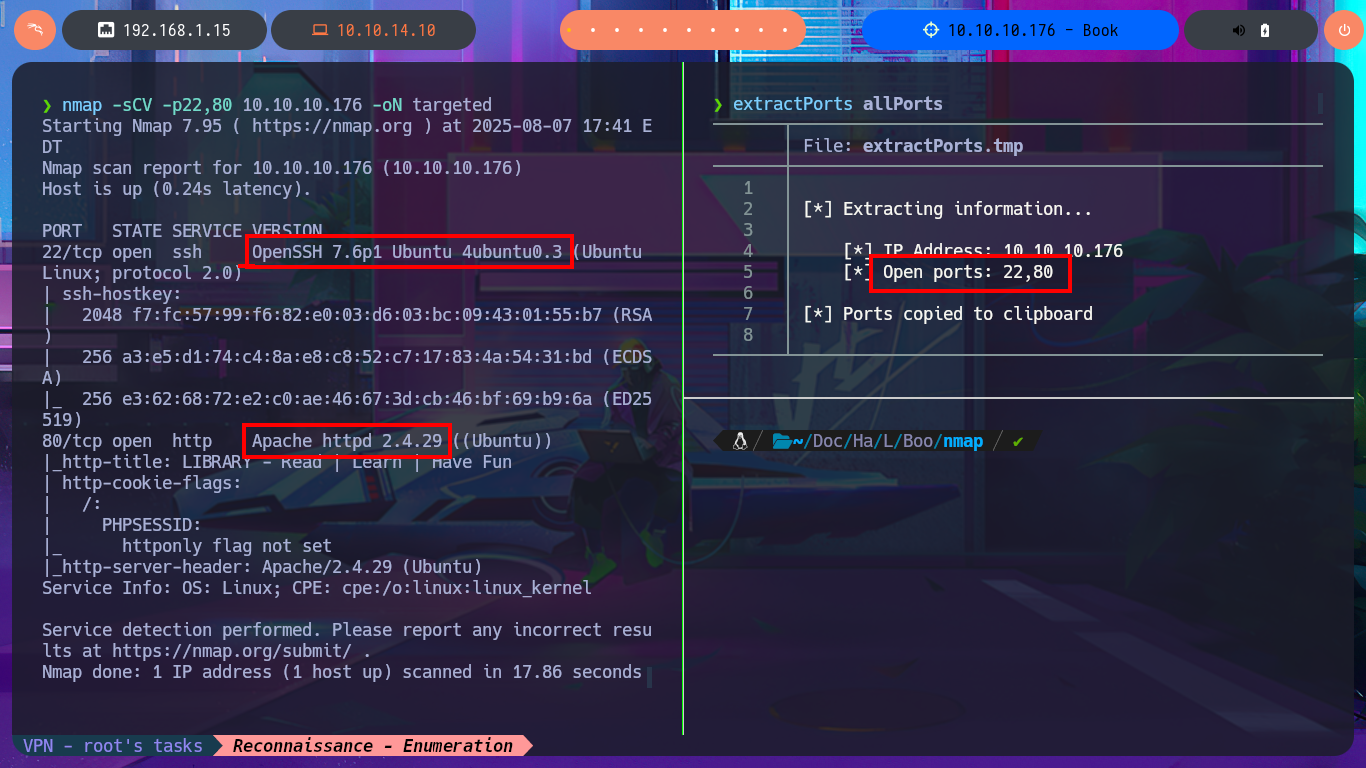 192.168.1.15
10.10.14.10
10.10.10.176 - Book
❯ nmap -sCV -p22,80 10.10.10.176 -oN targeted
Starting Nmap 7.95 ( https://nmap.org ) at 2025-08-07 17:41 E
DT
Nmap scan report for 10.10.10.176 (10.10.10.176)
Host is up (0.24s latency).
PORT   STATE SERVICE VERSION
22/tcp open  ssh     OpenSSH 7.6p1 Ubuntu 4ubuntu0.3 (Ubuntu
Linux; protocol 2.0)
| ssh-hostkey:
|   2048 f7:fc:57:99:f6:82:e0:03:d6:03:bc:09:43:01:55:b7 (RSA
)
|   256 a3:e5:d1:74:c4:8a:e8:c8:52:c7:17:83:4a:54:31:bd (ECDS
A)
|_  256 e3:62:68:72:e2:c0:ae:46:67:3d:cb:46:bf:69:b9:6a (ED25
519)
80/tcp open  http    Apache httpd 2.4.29 ((Ubuntu))
|_http-title: LIBRARY - Read | Learn | Have Fun
| http-cookie-flags:
|   /:
|     PHPSESSID:
|_      httponly flag not set
|_http-server-header: Apache/2.4.29 (Ubuntu)
Service Info: OS: Linux; CPE: cpe:/o:linux:linux_kernel
Service detection performed. Please report any incorrect resu
lts at https://nmap.org/submit/ .
Nmap done: 1 IP address (1 host up) scanned in 17.86 seconds
❯ extractPorts allPorts
File: extractPorts.tmp
1
2 [*] Extracting information...
3
4 [*] IP Address: 10.10.10.176
5 [*] Open ports: 22,80
6
7 [*] Ports copied to clipboard
8
~/Doc/Ha/L/Boo/nmap / ✔
VPN - root's tasks
Reconnaissance - Enumeration